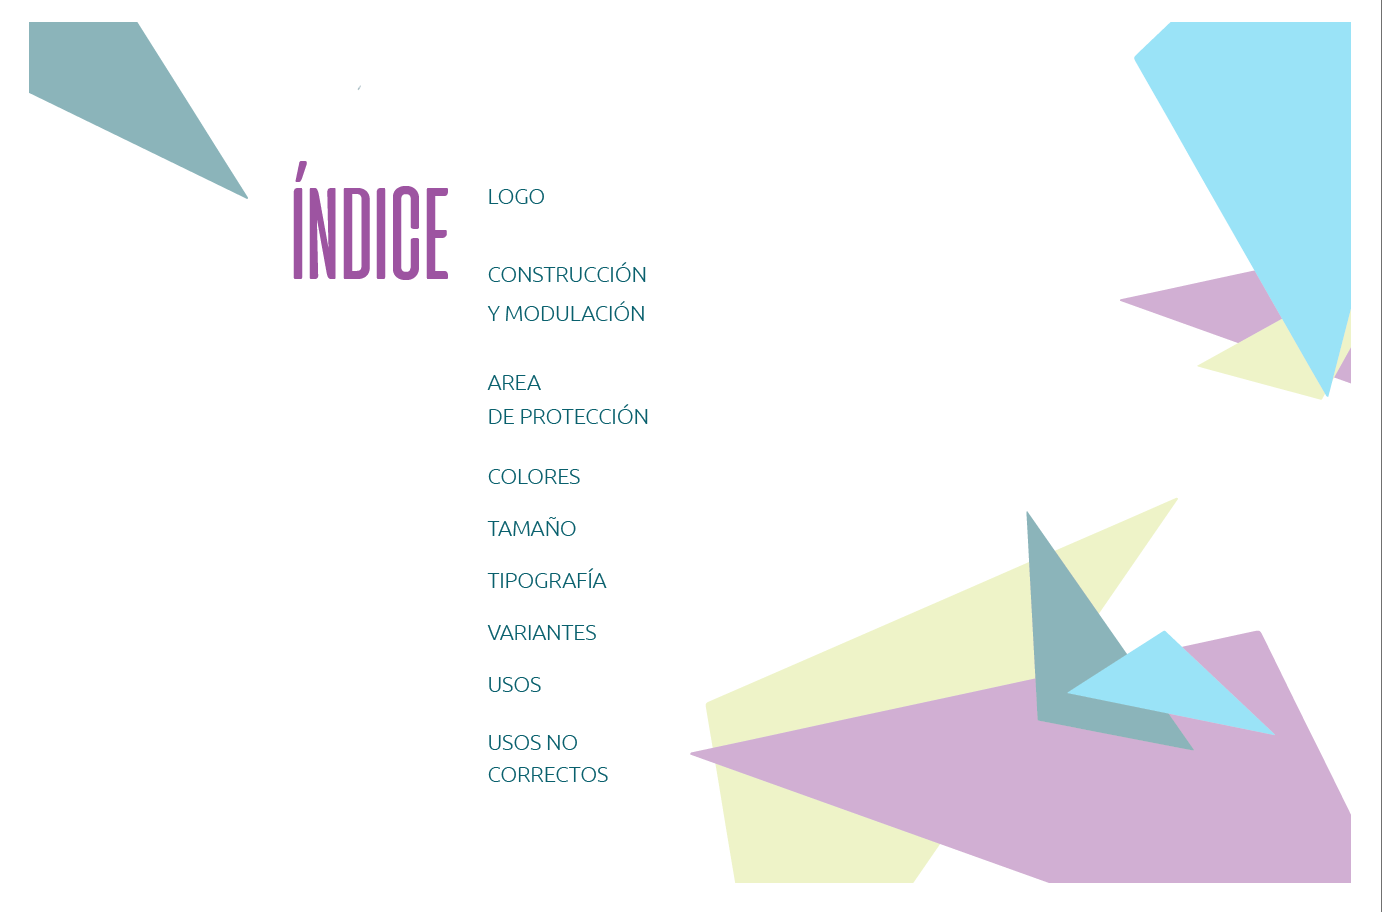 ÍNDICE
LOGO
CONSTRUCCIÓN
Y MODULACIÓN
AREA
DE PROTECCIÓN
COLORES
TAMAÑO
TIPOGRAFÍA
VARIANTES
USOS
USOS NO
CORRECTOS